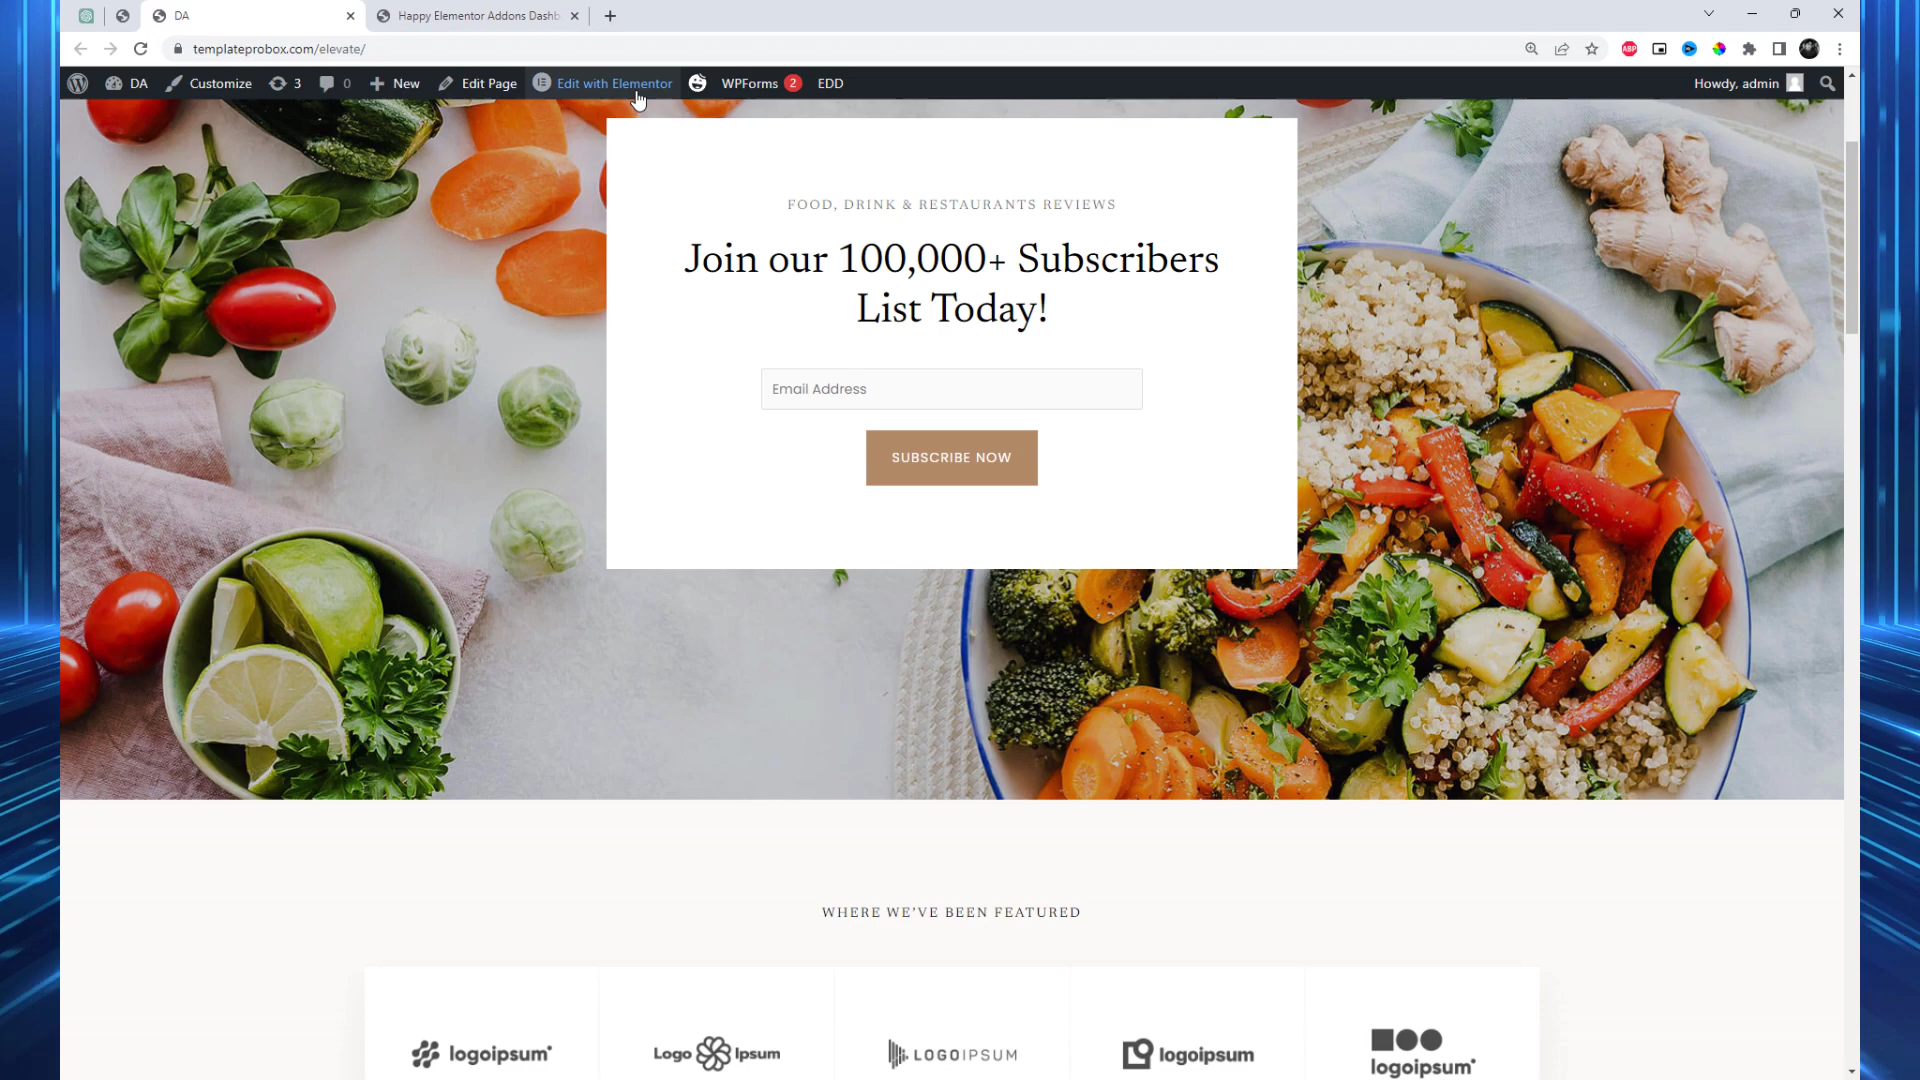 DA
Happy Elementor Addons Dashb
templateprobox.com/elevate/
ABP
DA Customize 3 0 New Edit Page Edit with Elementor WPForms 2 EDD Howdy, admin
FOOD, DRINK & RESTAURANTS REVIEWS
Join our 100,000+ Subscribers
List Today!
Email Address
SUBSCRIBE NOW
WHERE WE'VE BEEN FEATURED
logoipsum
Logo Ipsum
LOGOIPSUM
logoipsum
logoipsum